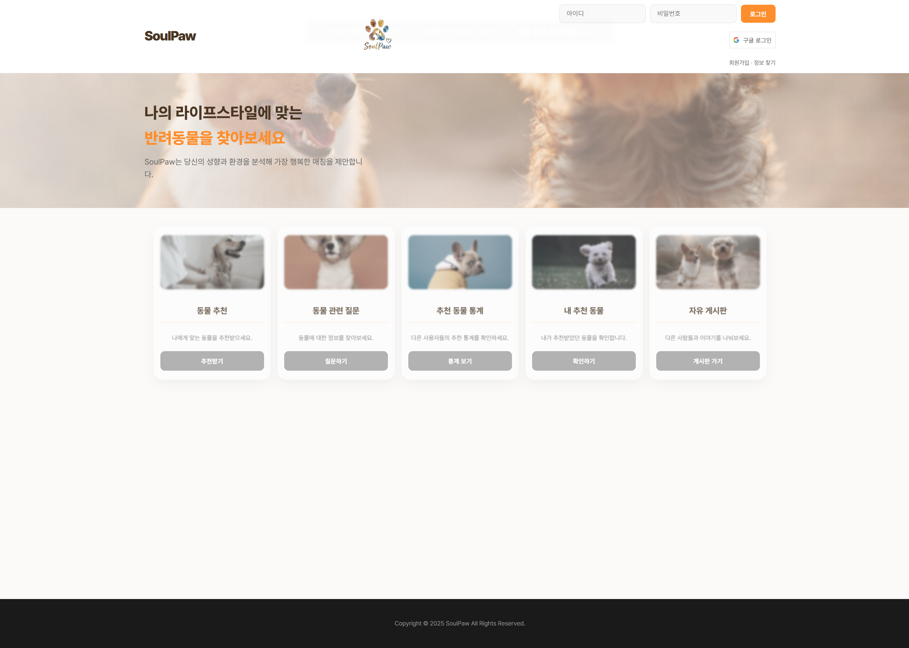 SoulPaw
SoulPaw
아이디
비밀번호
로그인
구글 로그인
회원가입 · 정보 찾기
나의 라이프스타일에 맞는
반려동물을 찾아보세요
SoulPaw는 당신의 성향과 환경을 분석해 가장 행복한 매칭을 제안합니
다.
동물 추천
나에게 맞는 동물을 추천받으세요.
추천받기
동물 관련 질문
동물에 대한 정보를 찾아보세요.
질문하기
추천 동물 통계
다른 사용자들의 추천 통계를 확인하세요.
통계 보기
내 추천 동물
내가 추천받았던 동물을 확인합니다.
확인하기
자유 게시판
다른 사람들과 이야기를 나눠보세요.
게시판 가기
Copyright © 2025 SoulPaw All Rights Reserved.